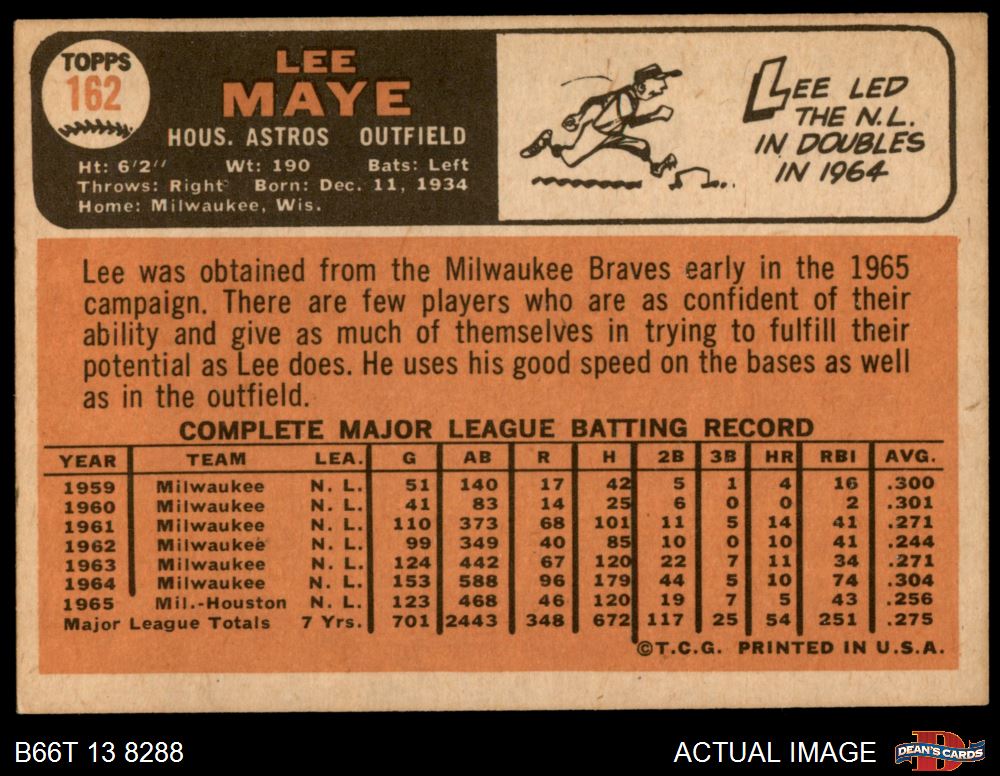 TOPPS
162
LEE
MAYE
HOUS. ASTROS OUTFIELD
Ht: 6'2" Wt: 190 Bats: Left
Throws: Right Born: Dec. 11, 1934
Home: Milwaukee, Wis.
LEE LED
THE N.L.
IN DOUBLES
IN 1964
Lee was obtained from the Milwaukee Braves early in the 1965
campaign. There are few players who are as confident of their
ability and give as much of themselves in trying to fulfill their
potential as Lee does. He uses his good speed on the bases as well
as in the outfield.
COMPLETE MAJOR LEAGUE BATTING RECORD
YEAR TEAM LEA. G AB R H 2B 3B HR RBI AVG.
1959 Milwaukee N. L. 51 140 17 42 5 1 4 16 .300
1960 Milwaukee N. L. 41 83 14 25 6 0 0 2 .301
1961 Milwaukee N. L. 110 373 68 101 11 5 14 41 .271
1962 Milwaukee N. L. 99 349 40 85 10 0 10 41 .244
1963 Milwaukee N. L. 124 442 67 120 22 7 11 34 .271
1964 Milwaukee N. L. 153 588 96 179 44 5 10 74 .304
1965 Mil.-Houston N. L. 123 468 46 120 19 7 5 43 .256
Major League Totals 7 Yrs. 701 2443 348 672 117 25 54 251 .275
©T.C.G. PRINTED IN U.S.A.
B66T 13 8288
ACTUAL IMAGE
DEAN'S CARDS